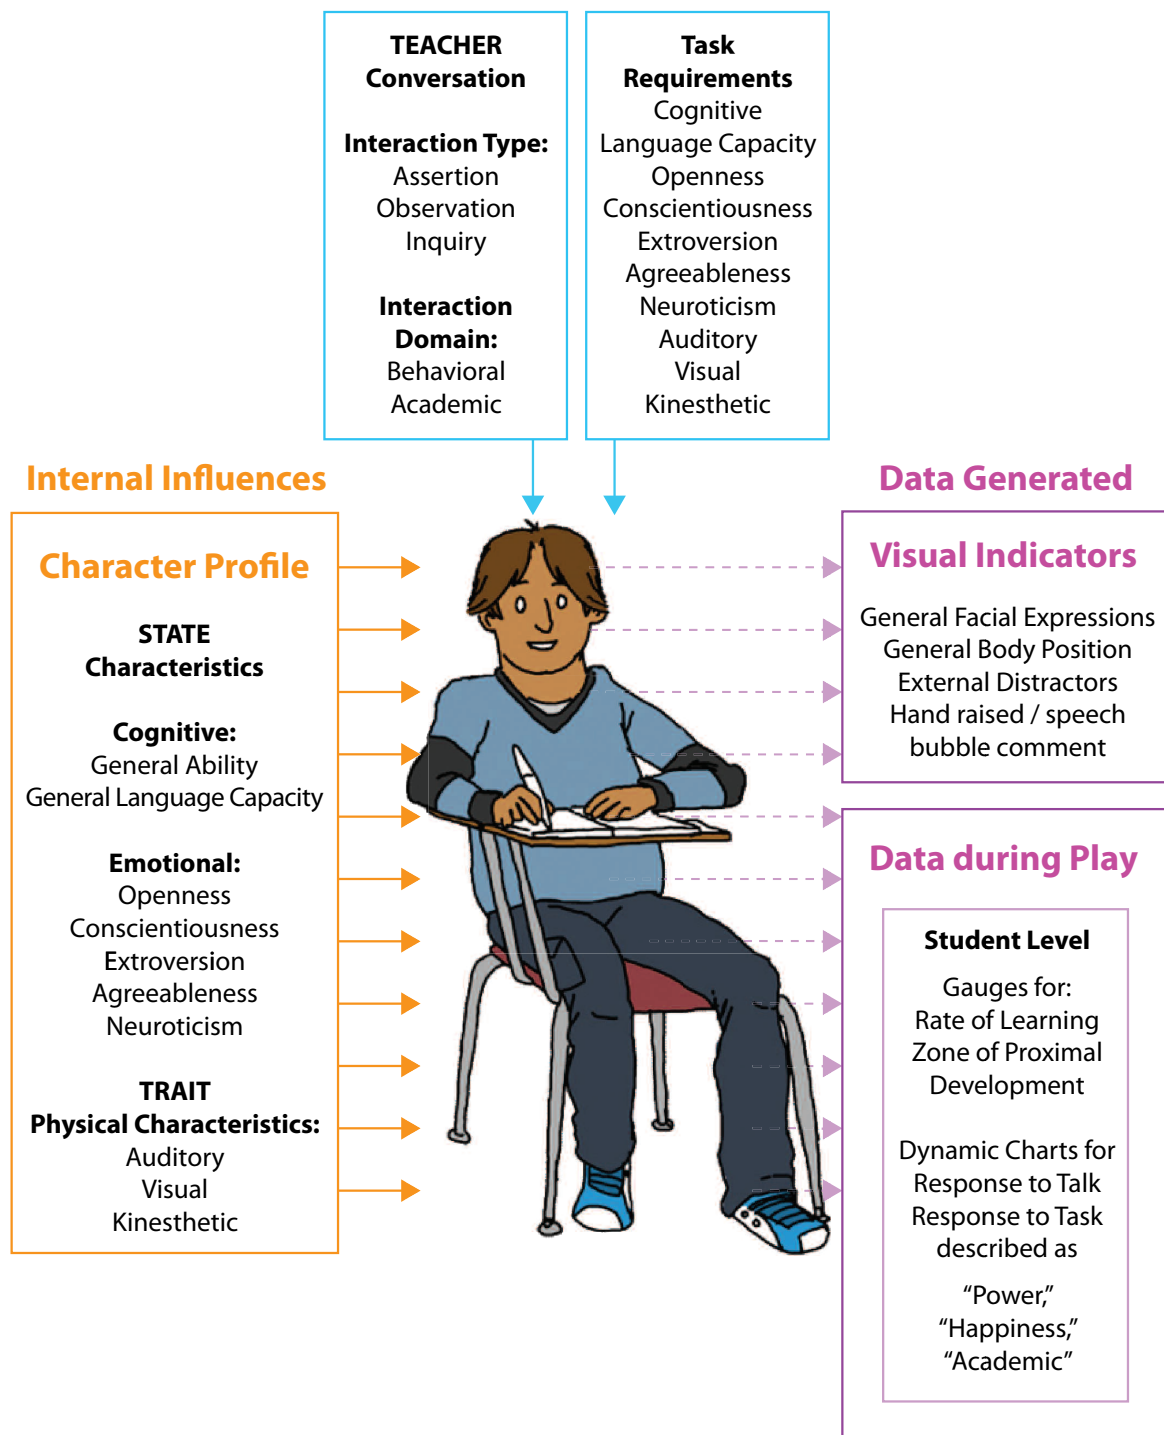 TEACHER
Conversation
Interaction Type:
Assertion
Observation
Inquiry
Interaction
Domain:
Behavioral
Academic
Task
Requirements
Cognitive
Language Capacity
Openness
Conscientiousness
Extroversion
Agreeableness
Neuroticism
Auditory
Visual
Kinesthetic
Internal Influences
Character Profile
STATE
Characteristics
Cognitive:
General Ability
General Language Capacity
Emotional:
Openness
Conscientiousness
Extroversion
Agreeableness
Neuroticism
TRAIT
Physical Characteristics:
Auditory
Visual
Kinesthetic
Data Generated
Visual Indicators
General Facial Expressions
General Body Position
External Distractors
Hand raised / speech
bubble comment
Data during Play
Student Level
Gauges for:
Rate of Learning
Zone of Proximal
Development
Dynamic Charts for
Response to Talk
Response to Task
described as
“Power,”
“Happiness,”
“Academic”